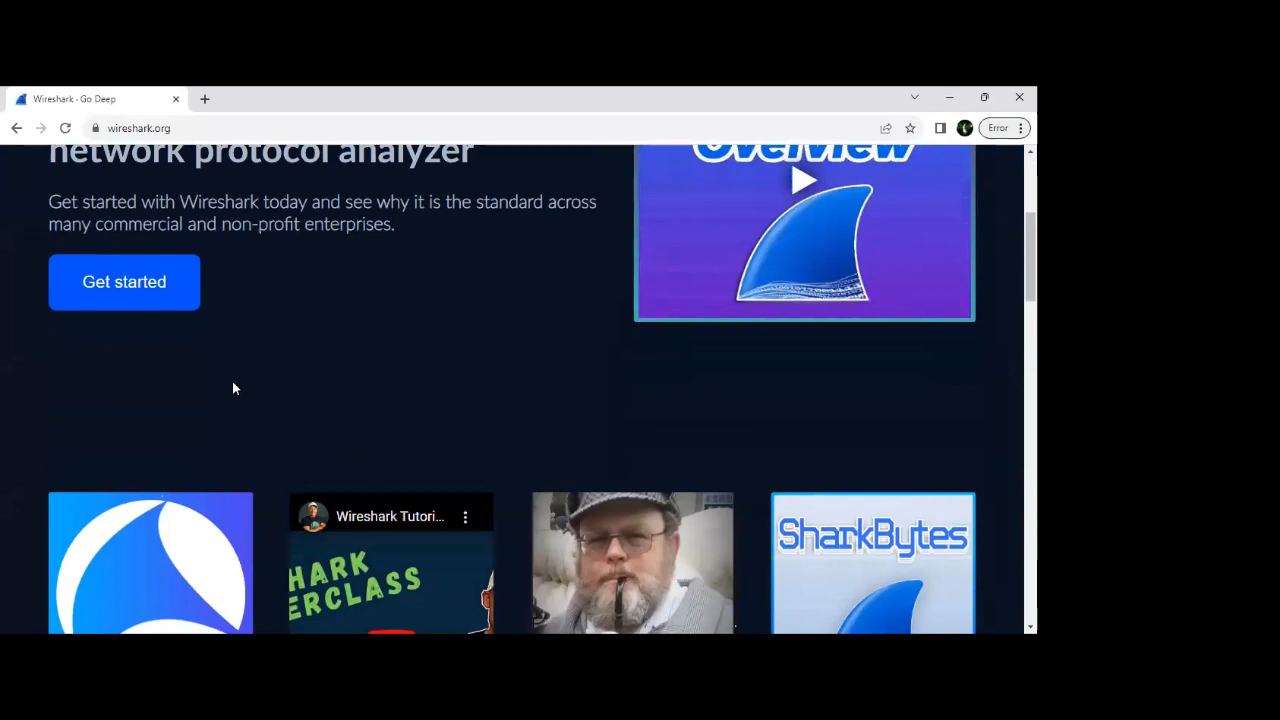 Wireshark - Go Deep
wireshark.org
Error
network protocol analyzer
Overview
Get started with Wireshark today and see why it is the standard across
many commercial and non-profit enterprises.
Get started
Wireshark Tutori...
SharkBytes
HARK
ERCLASS